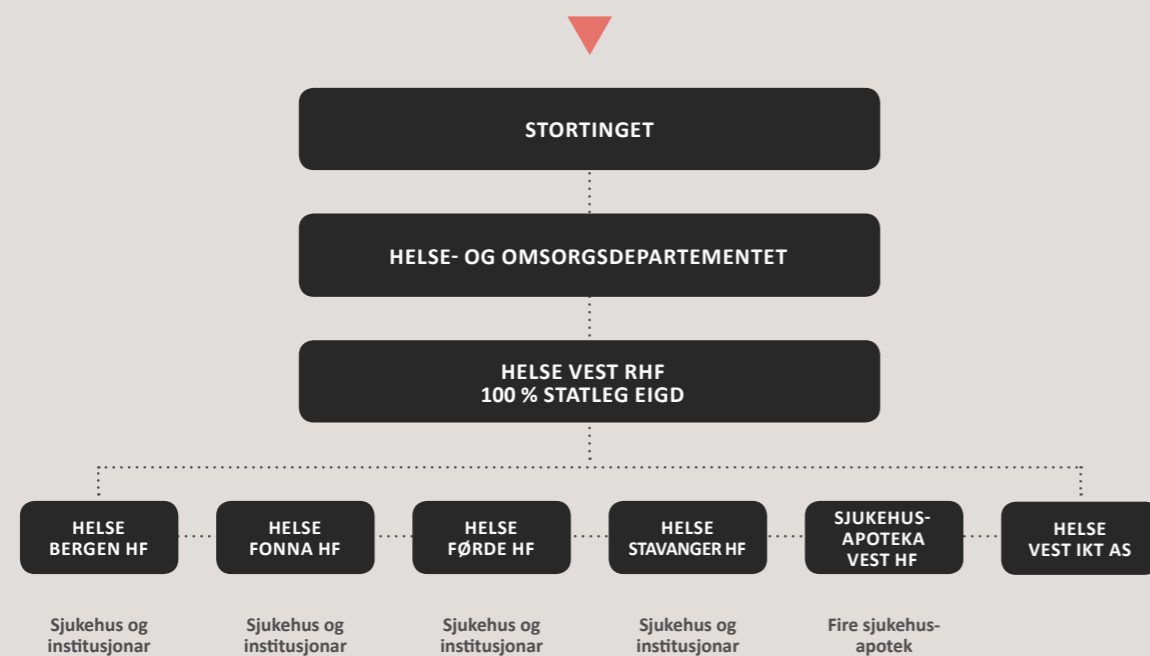 STORTINGET
HELSE- OG OMSORGSDEPARTEMENTET
HELSE VEST RHF
100 % STATLEG EIGD
HELSE
BERGEN HF
HELSE
FONNA HF
HELSE
FØRDE HF
HELSE
STAVANGER HF
SJUKEHUS-
APOTEKA
VEST HF
HELSE
VEST IKT AS
Sjukehus og
institusjonar
Sjukehus og
institusjonar
Sjukehus og
institusjonar
Sjukehus og
institusjonar
Fire sjukehus-
apotek